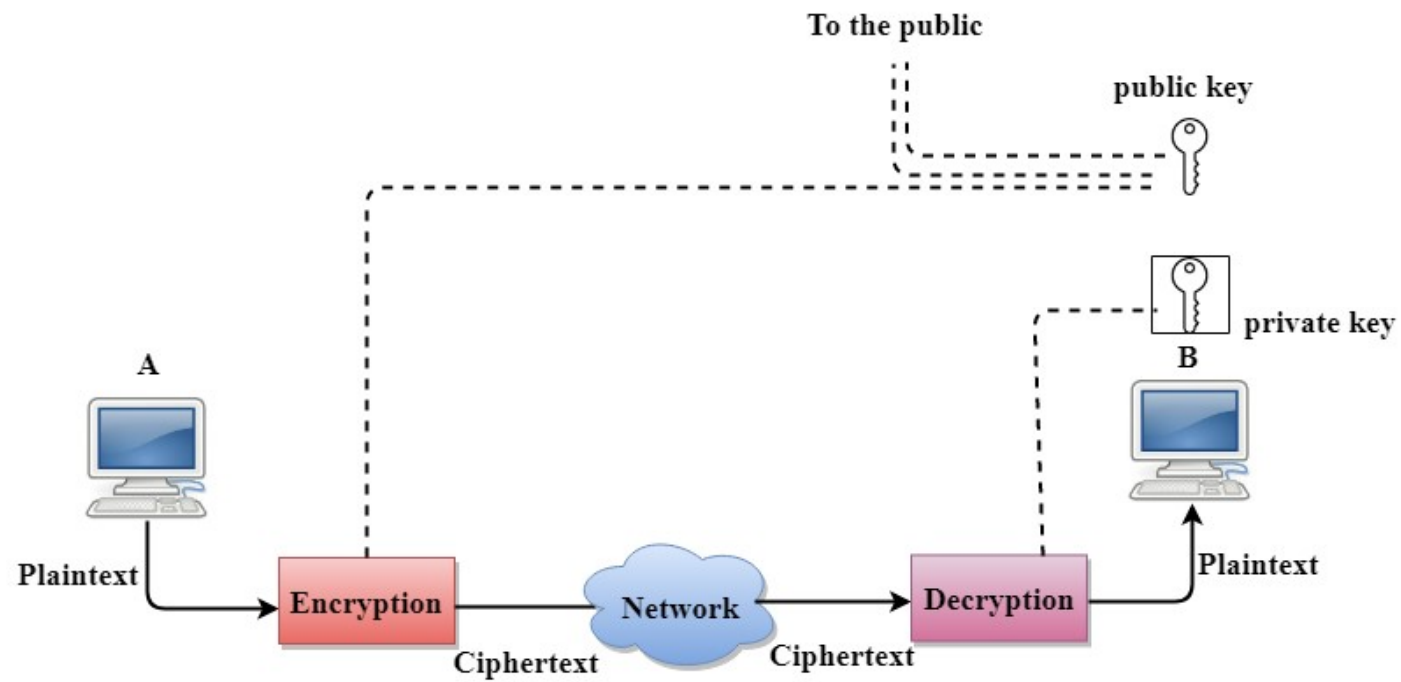 To the public
public key
private key
A
B
Plaintext
Encryption
Ciphertext
Network
Ciphertext
Decryption
Plaintext